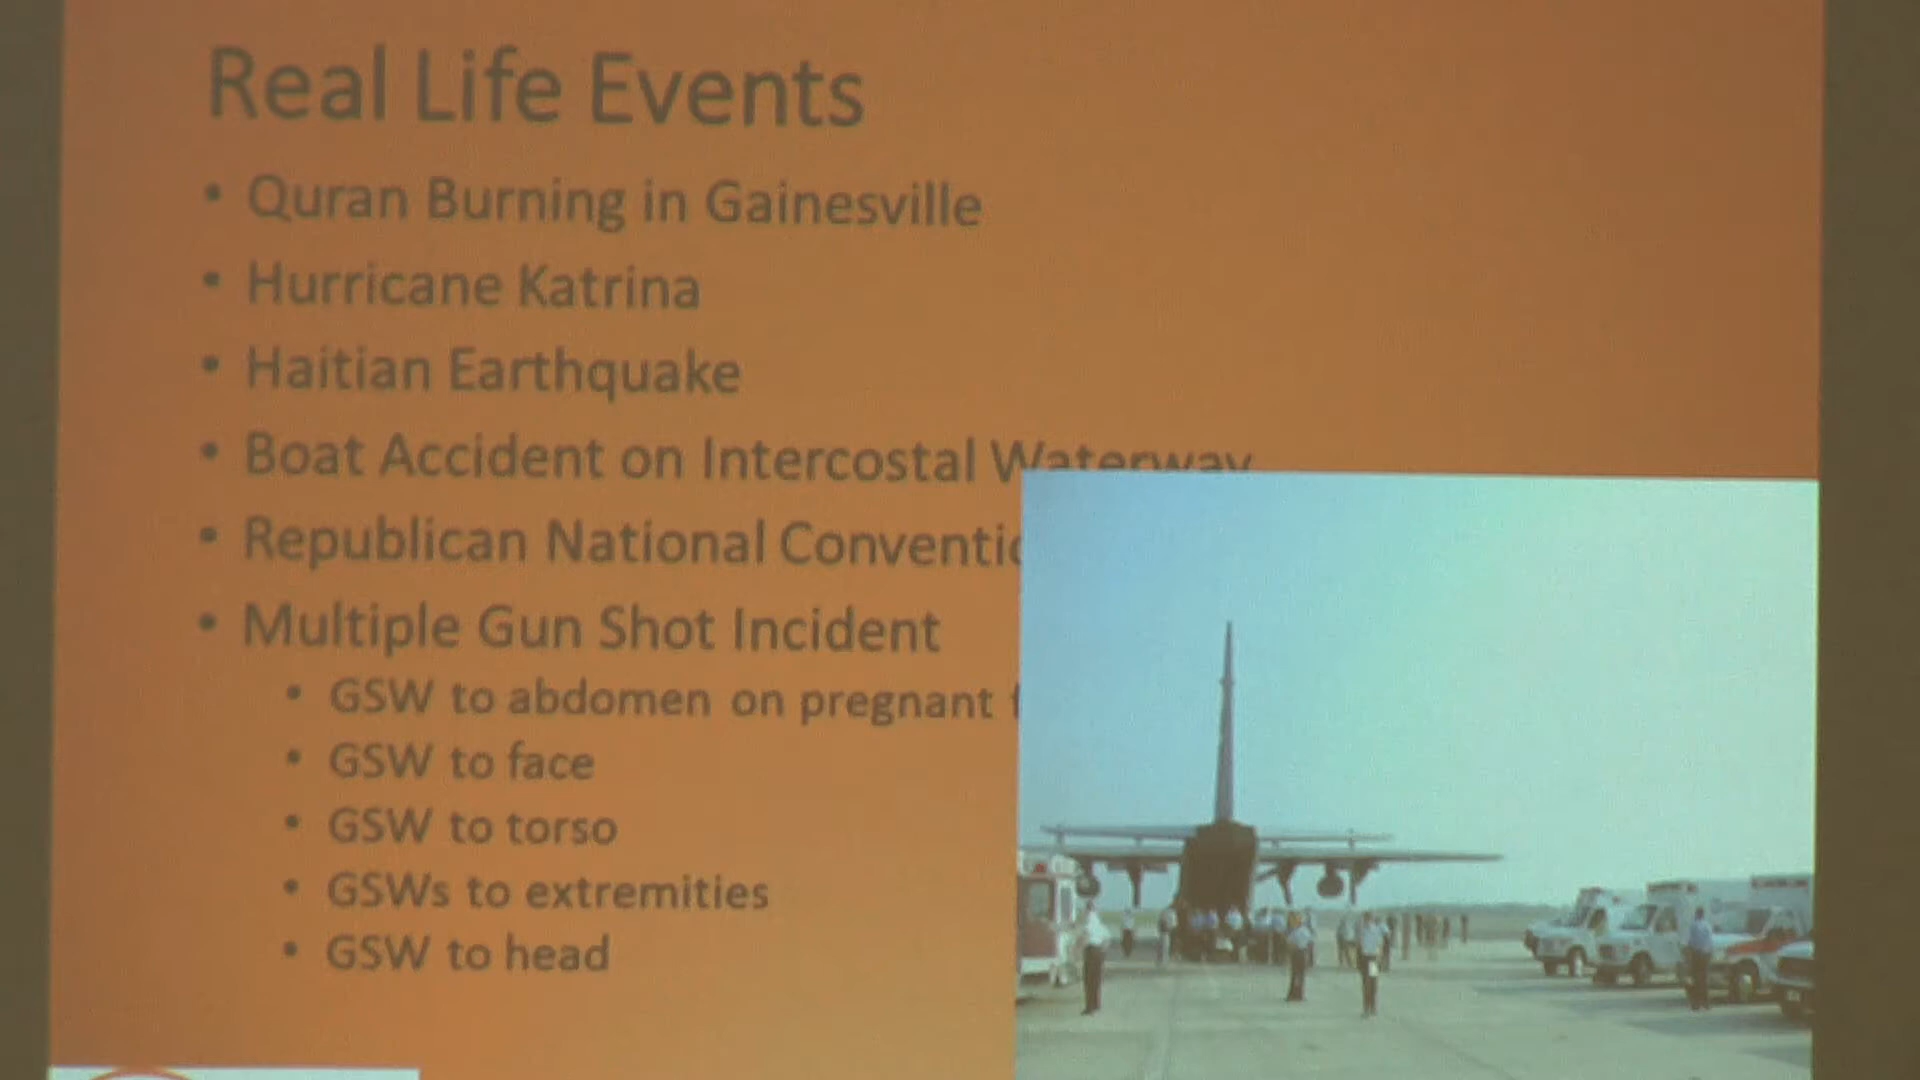 Real Life Events
• Quran Burning in Gainesville
• Hurricane Katrina
• Haitian Earthquake
• Boat Accident on Intercostal Waterway
• Republican National
• Multiple Gun Shot Incident
• GSW to abdomen on pregnant
• GSW to face
• GSW to torso
• GSWs to extremities
• GSW to head